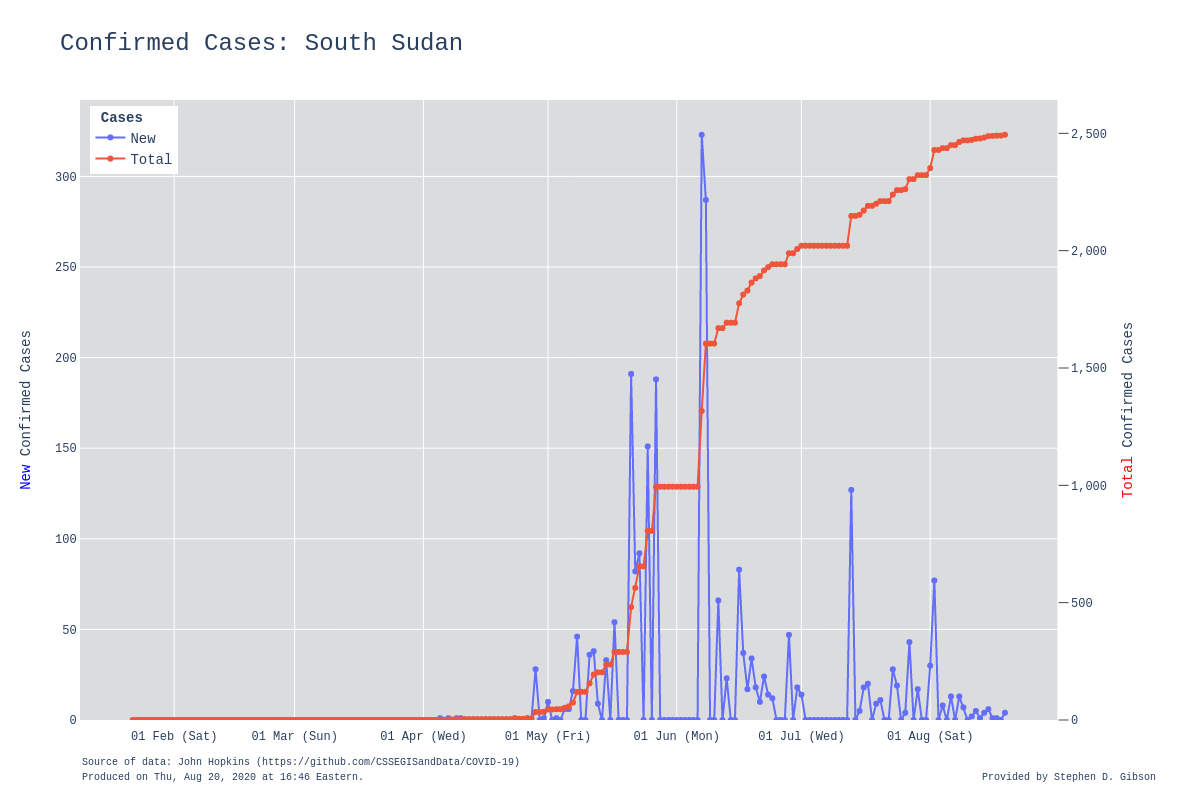 Confirmed Cases: South Sudan
Cases
New
Total
300
250
200
150
100
50
0
2,500
2,000
1,500
1,000
500
0
New Confirmed Cases
Total Confirmed Cases
01 Feb (Sat)
01 Mar (Sun)
01 Apr (Wed)
01 May (Fri)
01 Jun (Mon)
01 Jul (Wed)
01 Aug (Sat)
Source of data: John Hopkins (https://github.com/CSSEGISandData/COVID-19)
Produced on Thu, Aug 20, 2020 at 16:46 Eastern.
Provided by Stephen D. Gibson